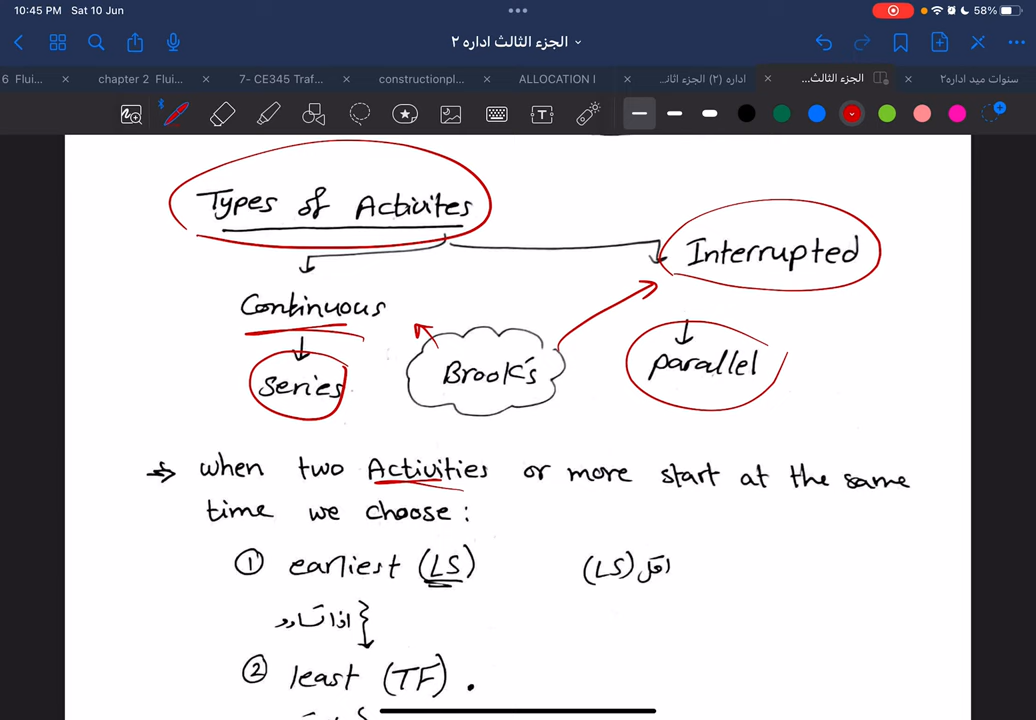 10:45 PM Sat 10 Jun
58%
الجزء الثالث اداره ٢
6 Flui...
chapter 2 Flui...
7- CE345 Traf...
constructionpl...
ALLOCATION I
اداره (٢) الجزء اثاذ...
الجزء الثالث...
سنوات ميد اداره٢
Types of Activites
Interrupted
Continuous
Brook's
parallel
Series
when two Activities or more start at the same
time we choose :
① earliest (LS)
اقل (LS)
اذا تساوو
② least (TF) .